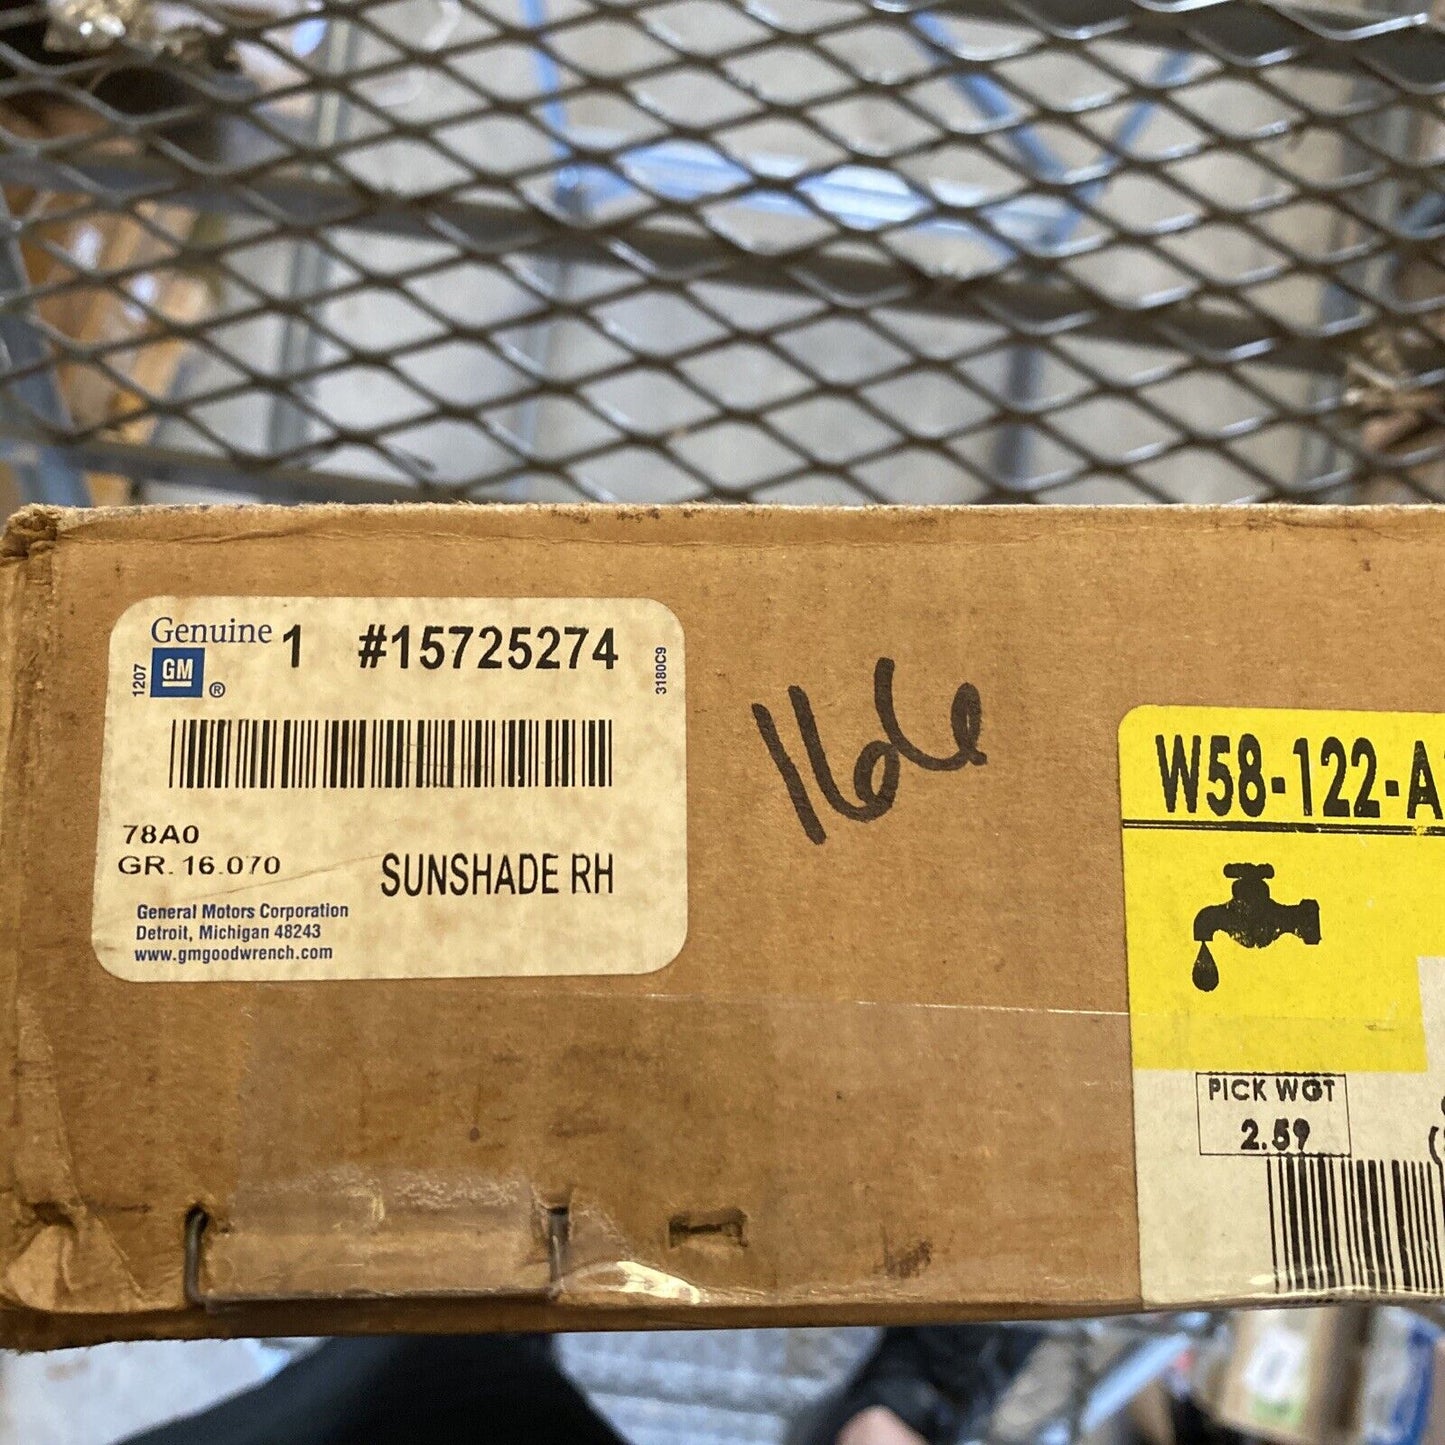 Genuine 1 #15725274
1207
GM ®
3180C9
78A0
GR. 16.070
SUNSHADE RH
General Motors Corporation
Detroit, Michigan 48243
www.gmgoodwrench.com
166
W58-122-A
PICK WGT
2.59